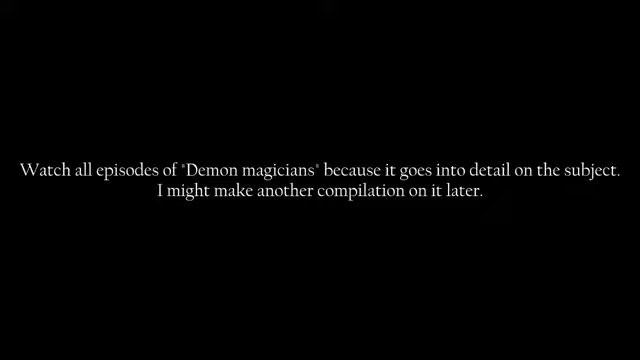 Watch all episodes of "Demon magicians" because it goes into detail on the subject.
I might make another compilation on it later.